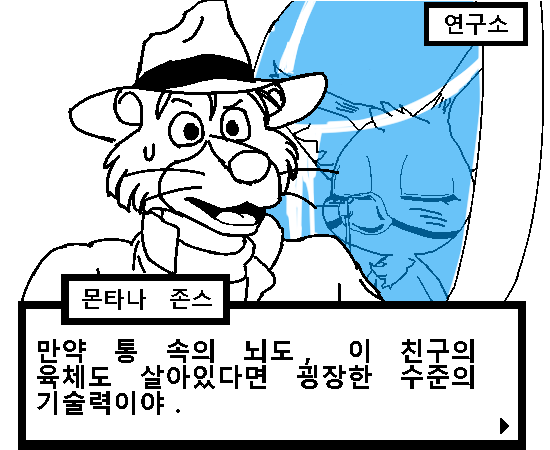 연구소
몬타나 존스
만약 통 속의 뇌도, 이 친구의
육체도 살아있다면 굉장한 수준의
기술력이야.